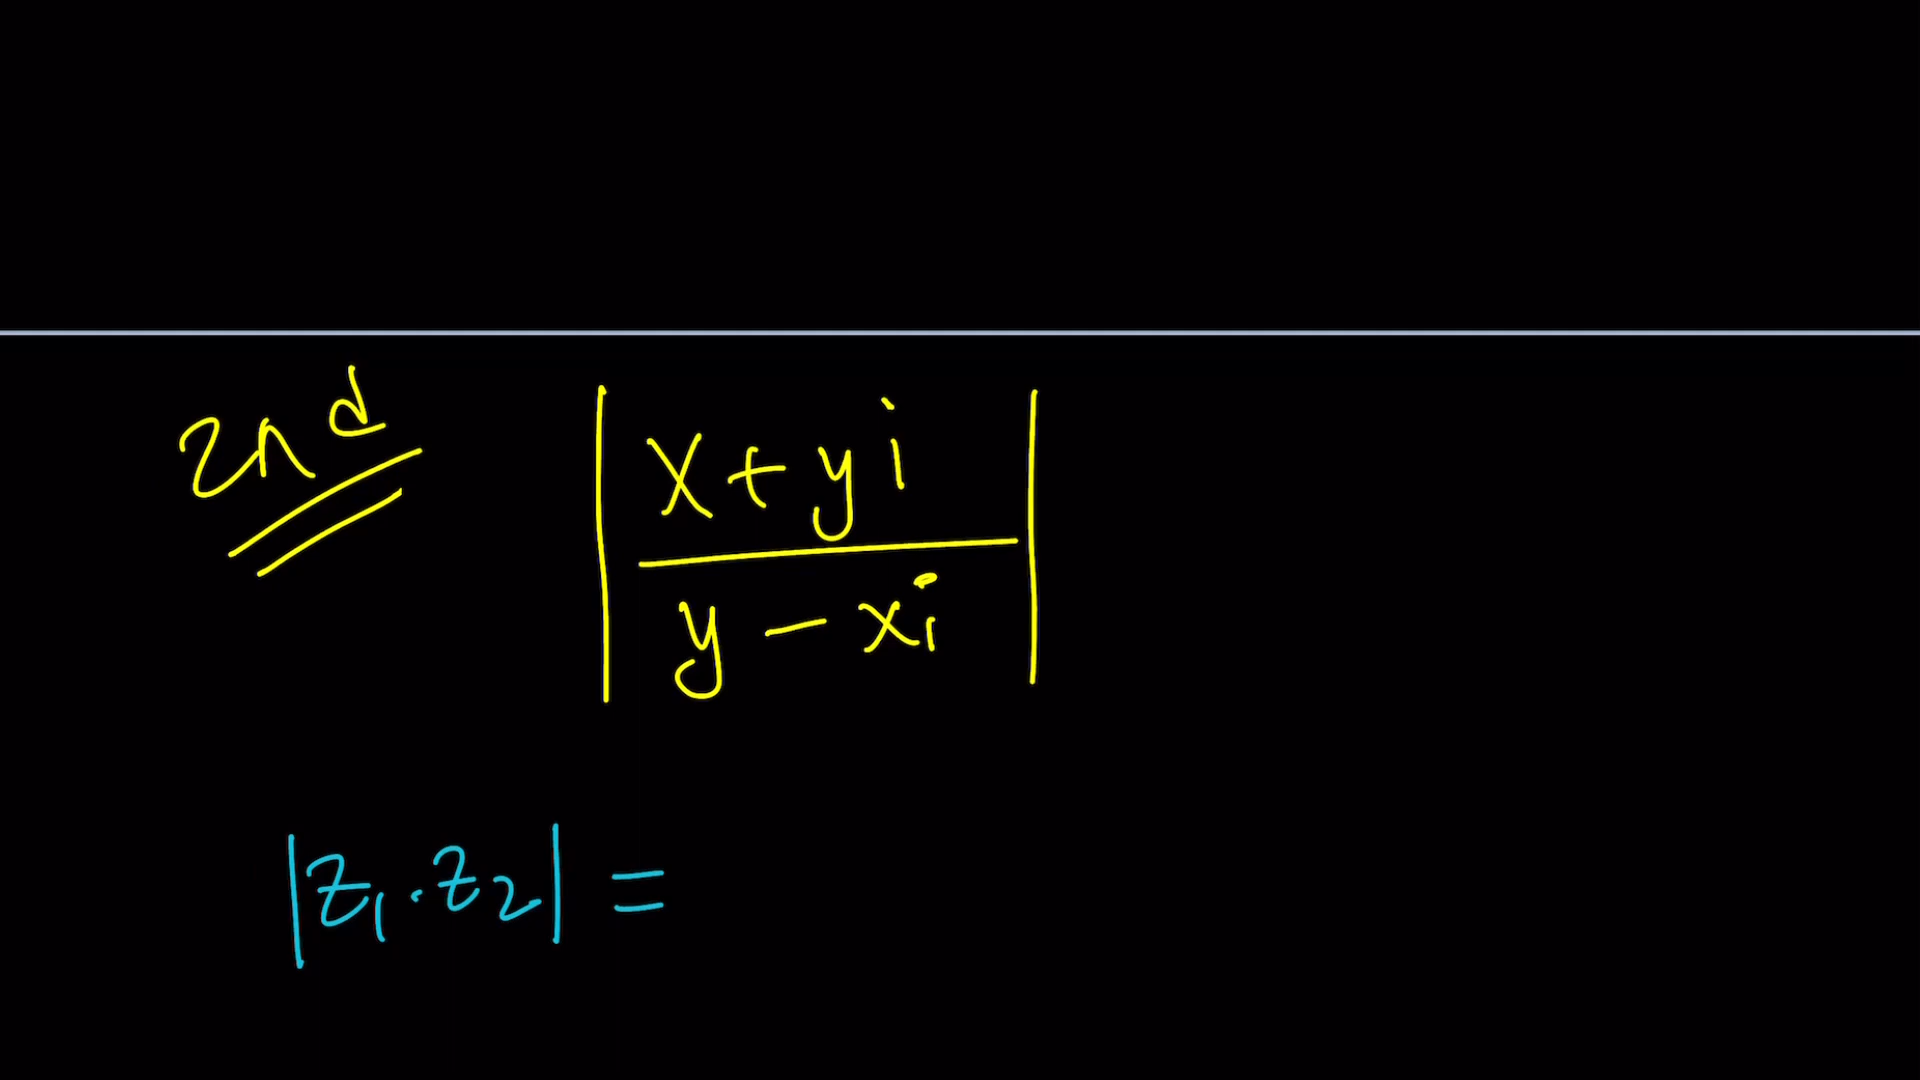 2nd
|x+yi / y-xi|
|z₁.z₂| =